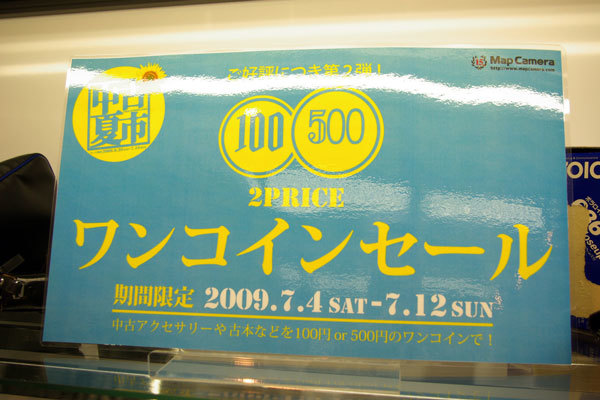 ご好評につき第2弾!
Map Camera
http://www.mapcamera.com
中古
夏市
100 500
2PRICE
ワンコインセール
期間限定 2009.7.4 SAT-7.12 SUN
中古アクセサリーや古本などを100円 or 500円のワンコインで!